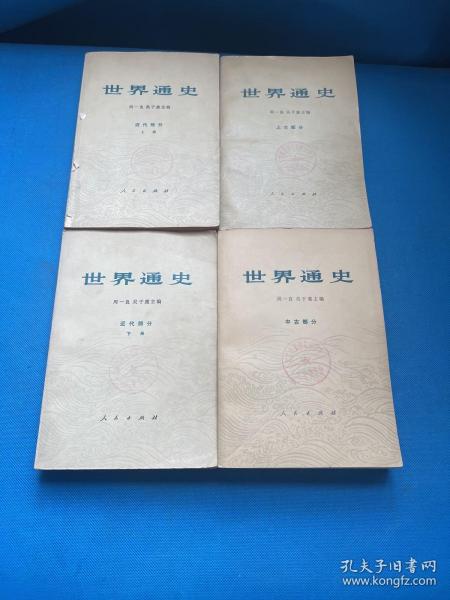 世界通史
周一良 吴于廑主编
近代部分
上册
人民出版社
世界通史
周一良 吴于廑主编
上古部分
人民出版社
世界通史
周一良 吴于廑主编
近代部分
下册
人民出版社
世界通史
周一良 吴于廑主编
中古部分
人民出版社
孔夫子旧书网
www.kongfz.com